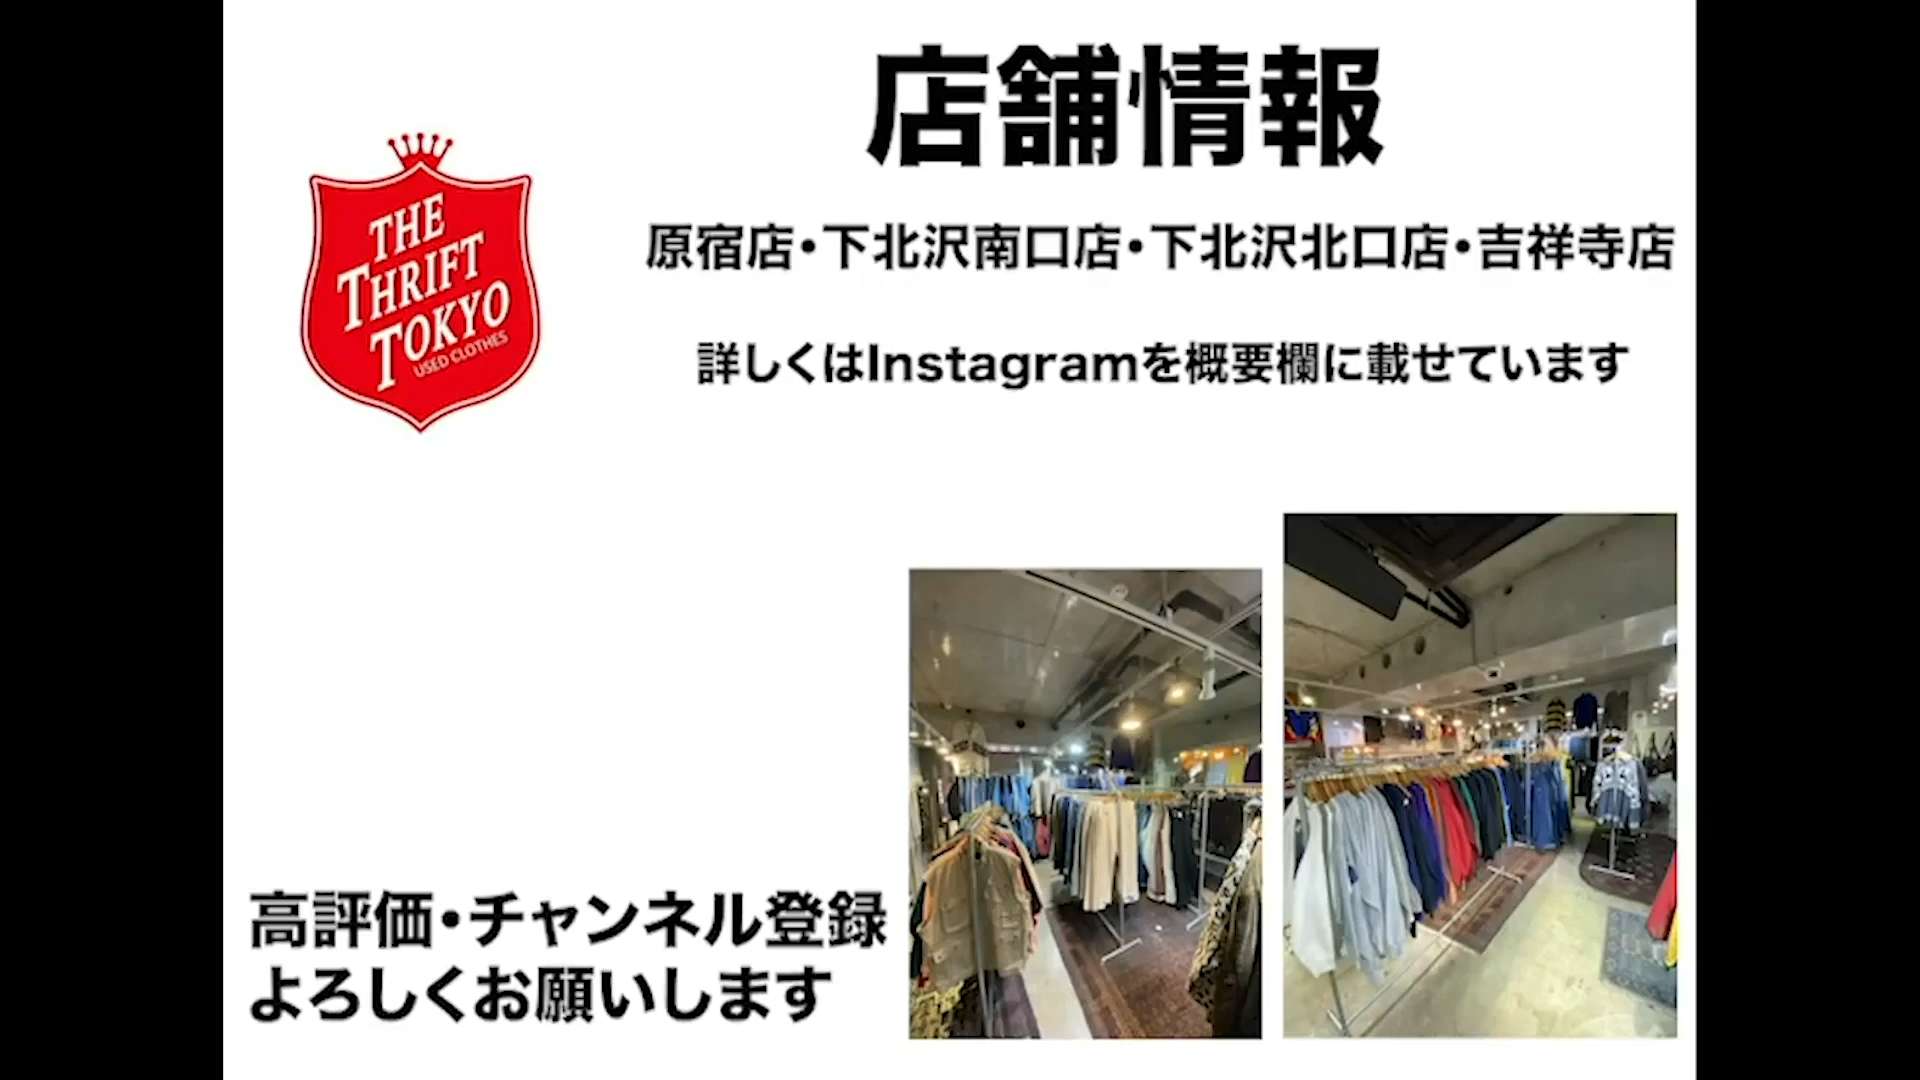 店舗情報
THE
THRIFT
TOKYO
USED CLOTHES
原宿店・下北沢南口店・下北沢北口店・吉祥寺店
詳しくはInstagramを概要欄に載せています
高評価・チャンネル登録
よろしくお願いします